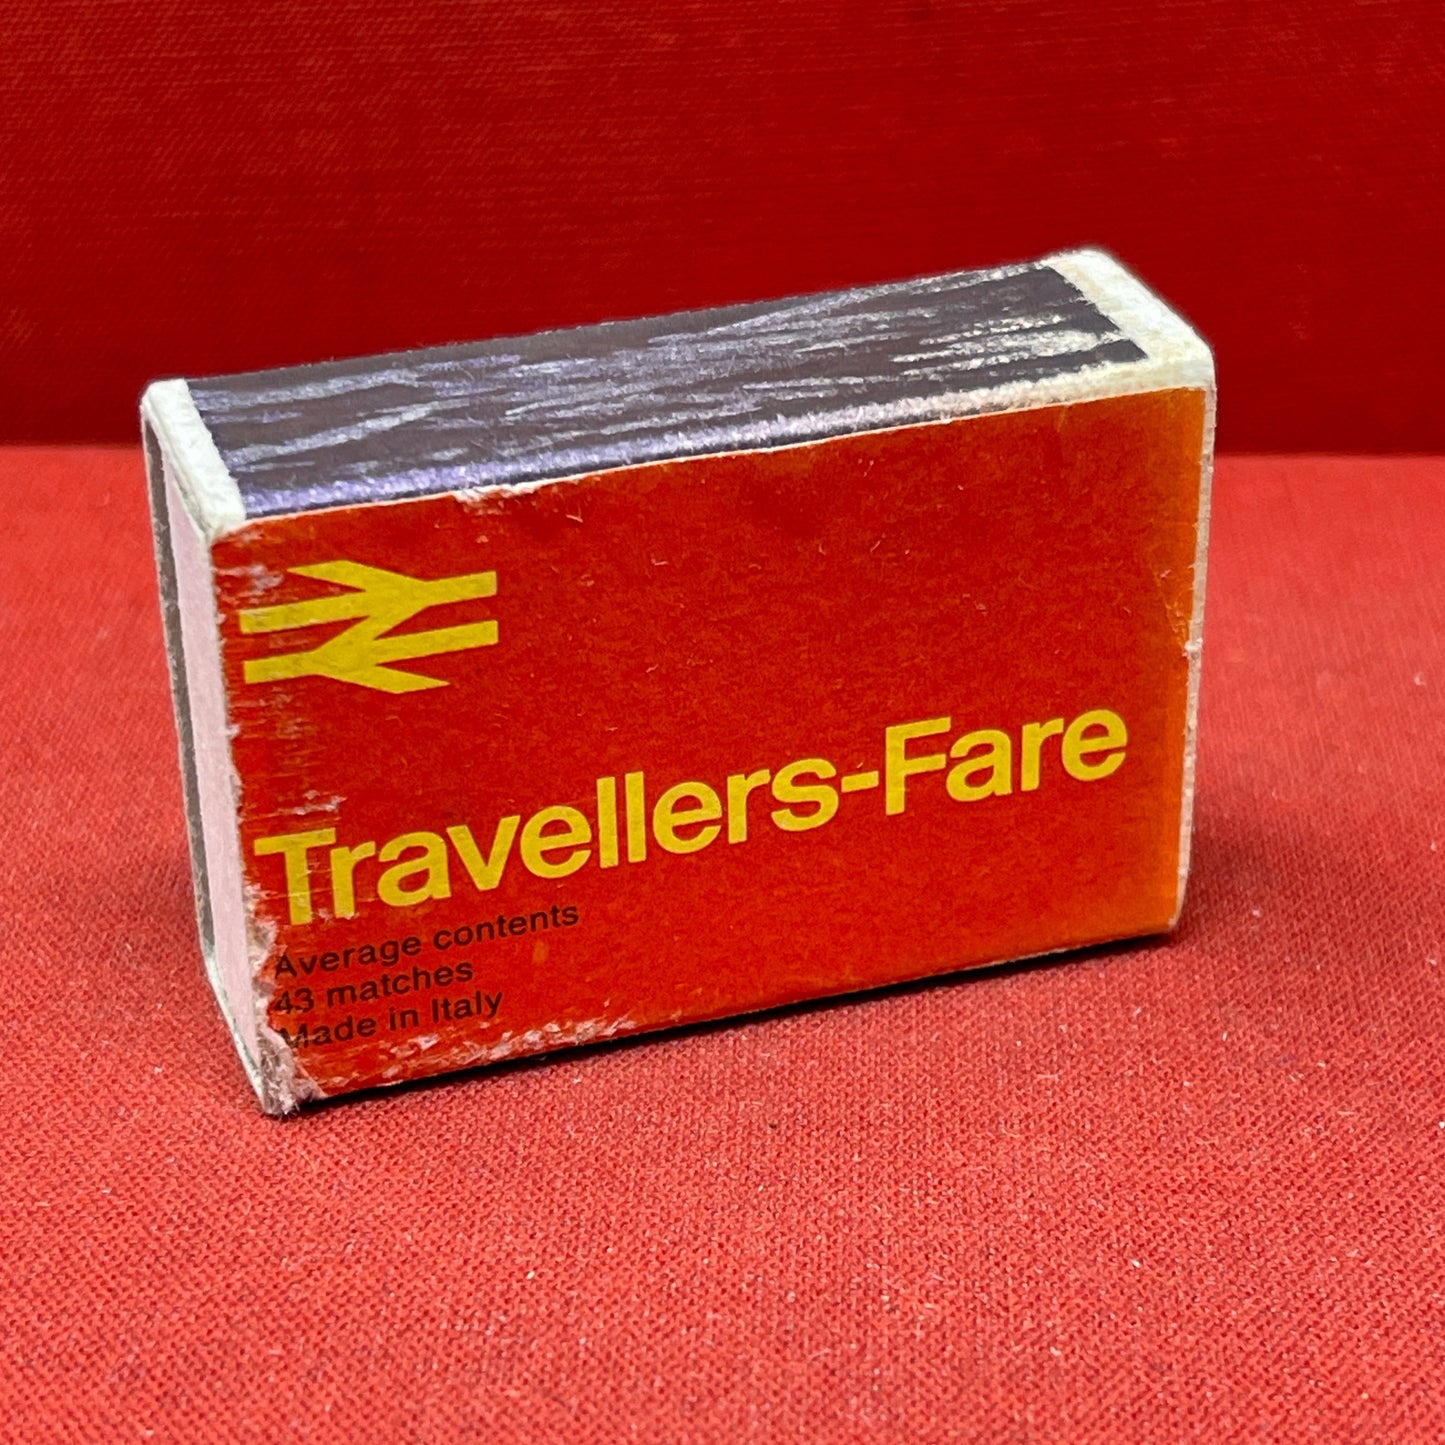 Travellers-Fare
Average contents
43 matches
Made in Italy